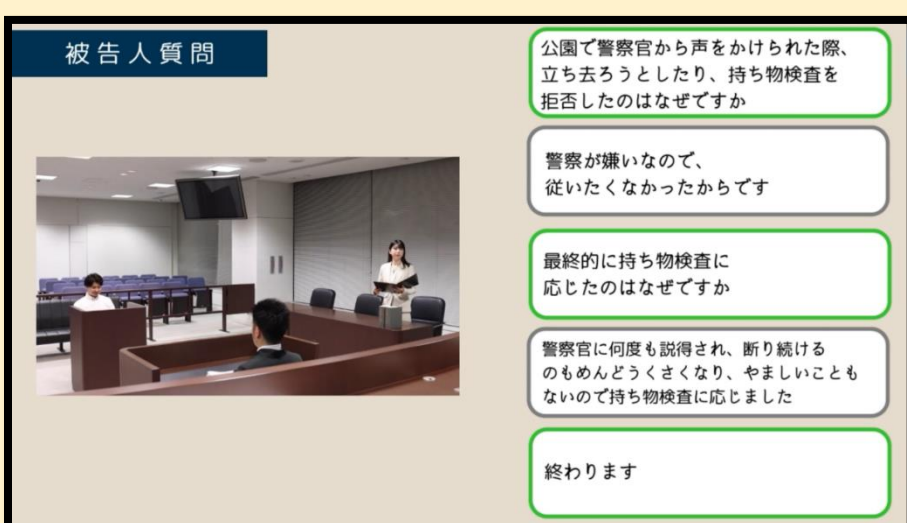 被告人質問
公園で警察官から声をかけられた際、
立ち去ろうとしたり、持ち物検査を
拒否したのはなぜですか
警察が嫌いなので、
従いたくなかったからです
最終的に持ち物検査に
応じたのはなぜですか
警察官に何度も説得され、断り続ける
のもめんどうくさくなり、やましいことも
ないので持ち物検査に応じました
終わります